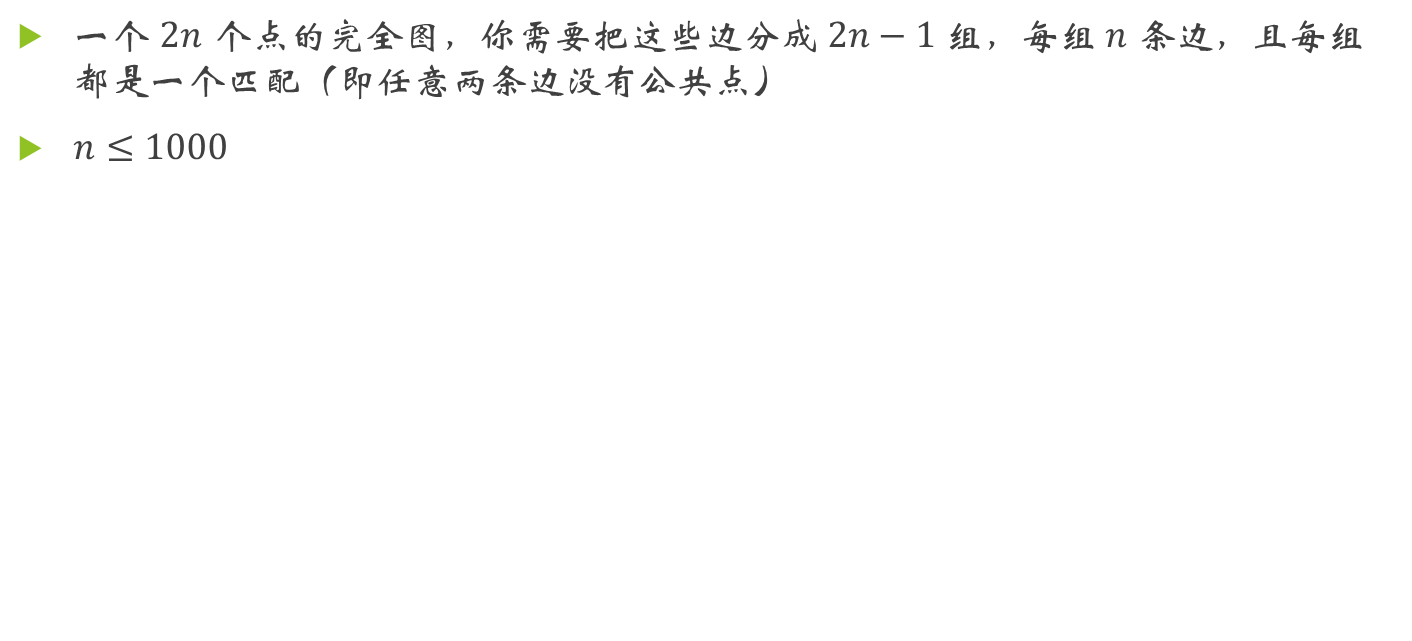 一个 2n 个点的完全图，你需要把这些边分成 2n − 1 组，每组 n 条边，且每组
都是一个匹配（即任意两条边没有公共点）
n ≤ 1000